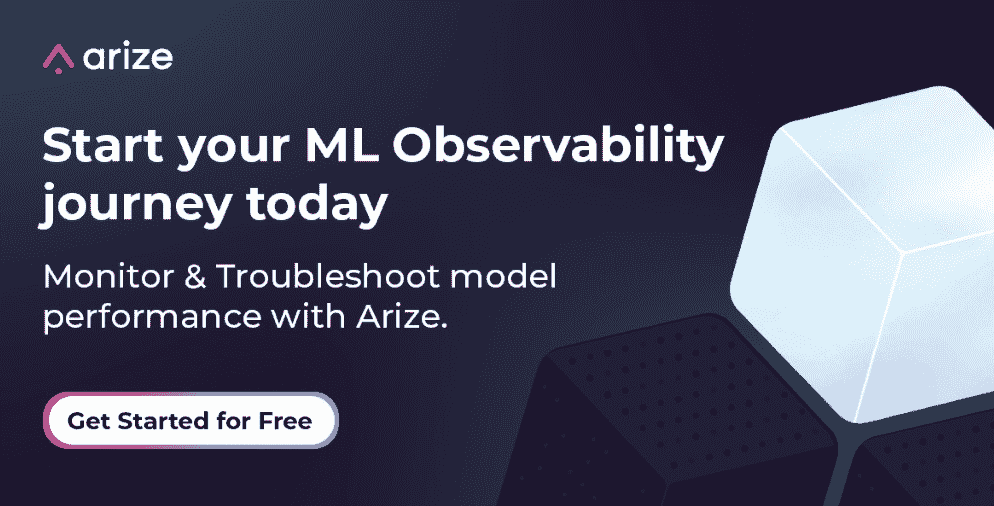 arize
Start your ML Observability
journey today
Monitor & Troubleshoot model
performance with Arize.
Get Started for Free